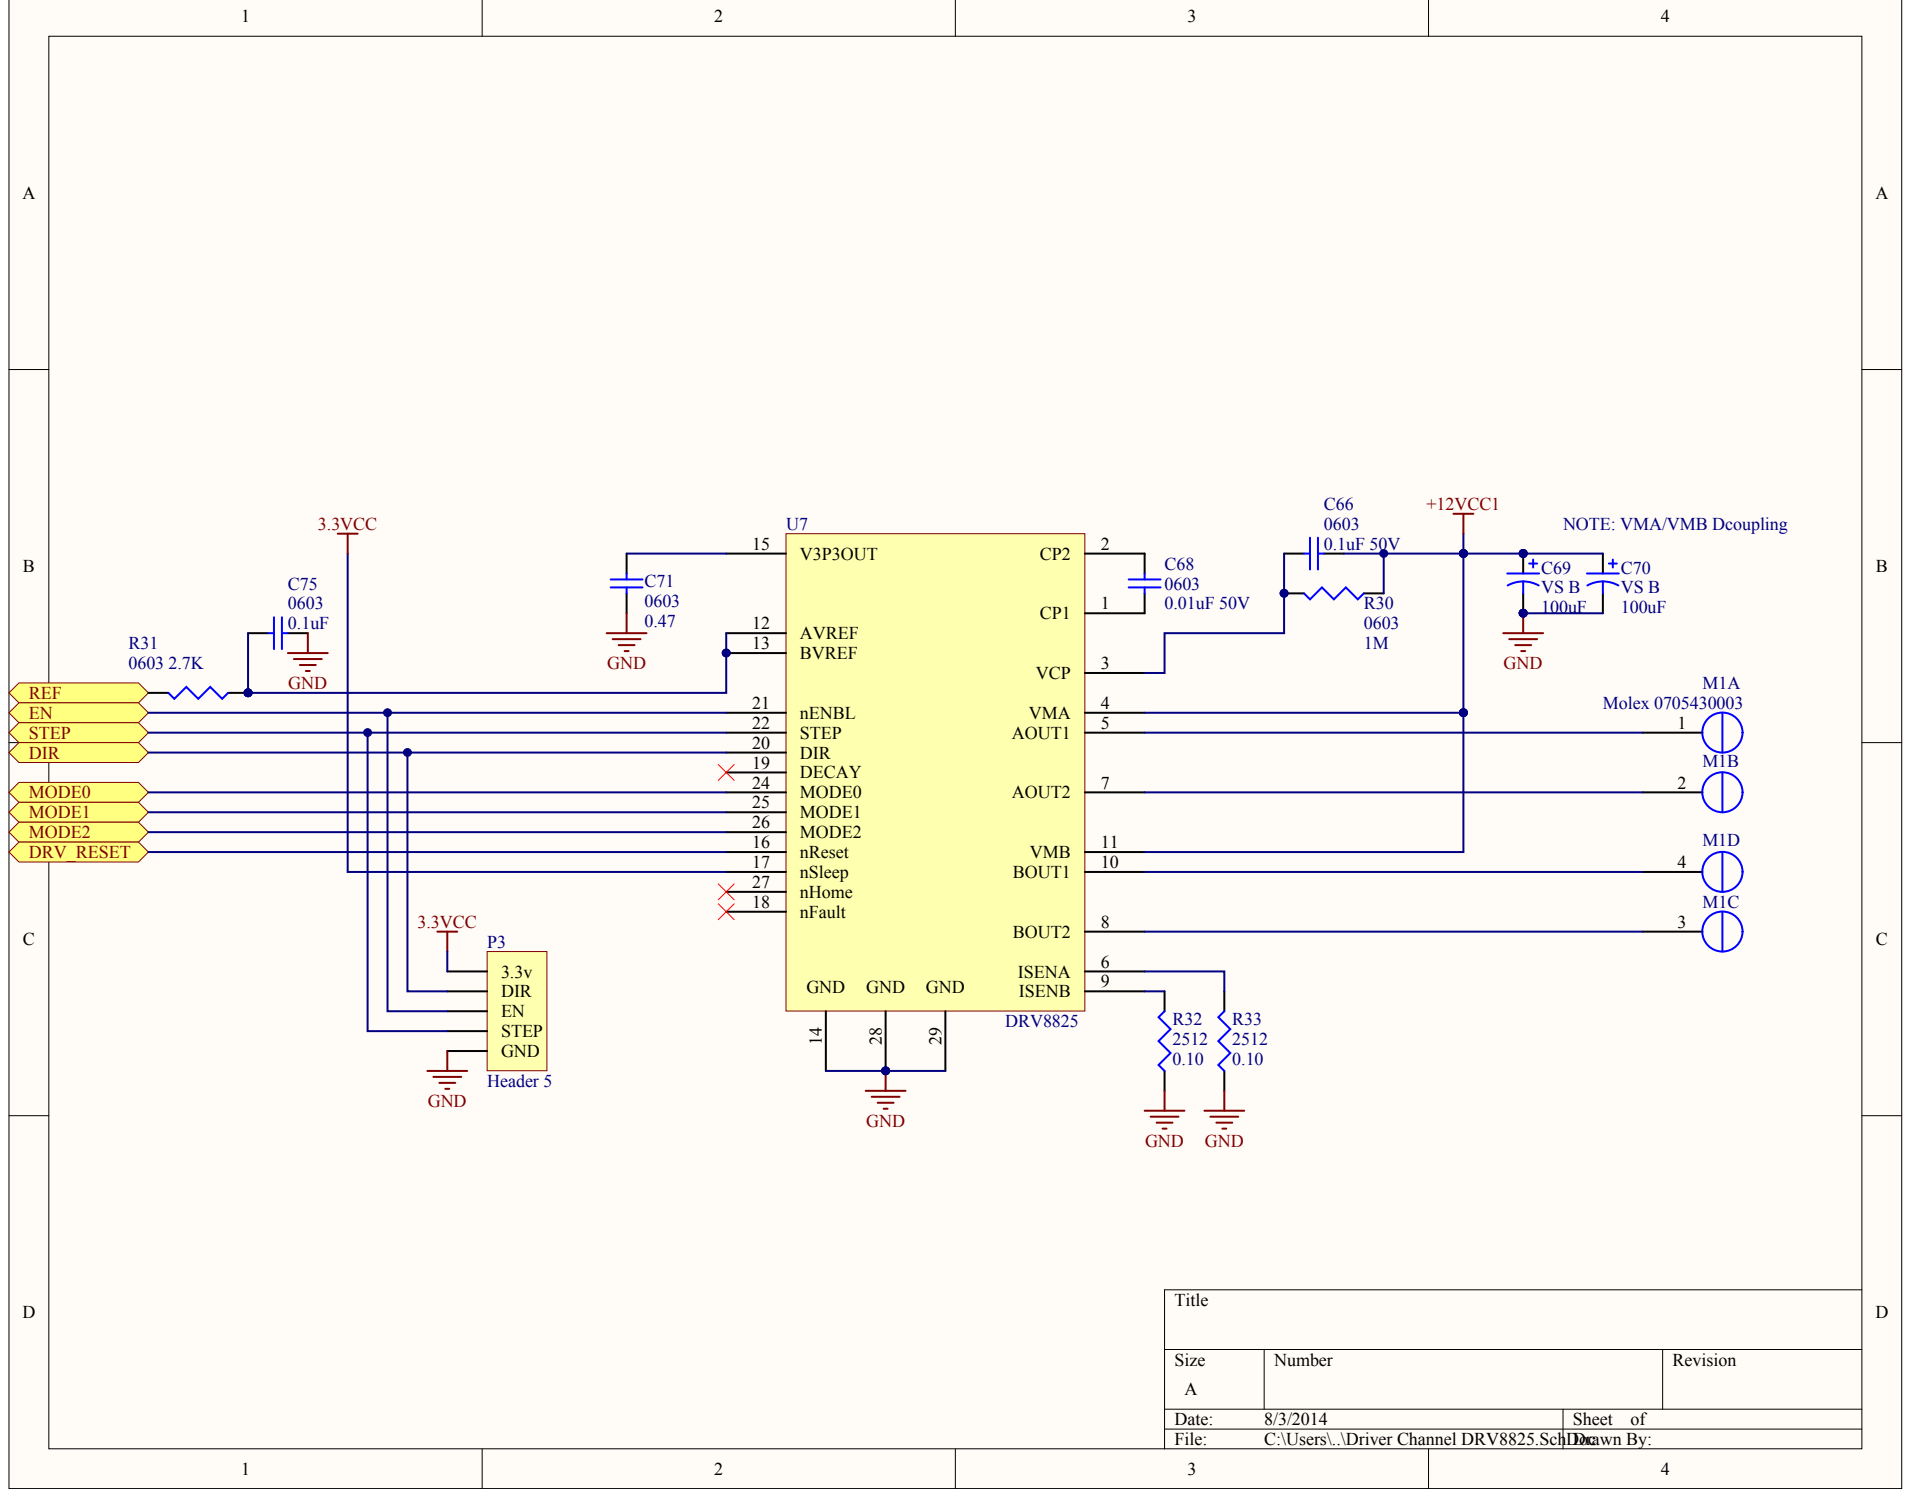 1
2
3
4
A
A
B
B
C
C
D
D
1
2
3
4
3.3VCC
C75
0603
0.1uF
GND
R31
0603 2.7K
REF
EN
STEP
DIR
MODE0
MODE1
MODE2
DRV_RESET
3.3VCC
P3
3.3v
DIR
EN
STEP
GND
Header 5
GND
C71
0603
0.47
GND
U7
15 V3P3OUT
12 AVREF
13 BVREF
21 nENBL
22 STEP
20 DIR
19 DECAY
24 MODE0
25 MODE1
26 MODE2
16 nReset
17 nSleep
27 nHome
18 nFault
GND GND GND
14 28 29
GND
CP2 2
CP1 1
VCP 3
VMA 4
AOUT1 5
AOUT2 7
VMB 11
BOUT1 10
BOUT2 8
ISENA 6
ISENB 9
DRV8825
C68
0603
0.01uF 50V
C66
0603
0.1uF 50V
R30
0603
1M
+12VCC1
NOTE: VMA/VMB Dcoupling
C69
VS B
100uF
C70
VS B
100uF
GND
M1A
Molex 0705430003
1
M1B
2
M1D
4
M1C
3
R32
2512
0.10
R33
2512
0.10
GND
GND
Title
Size
A
Number
Revision
Date: 8/3/2014
Sheet of
File: C:\Users\..\Driver Channel DRV8825.SchDoc
Drawn By: